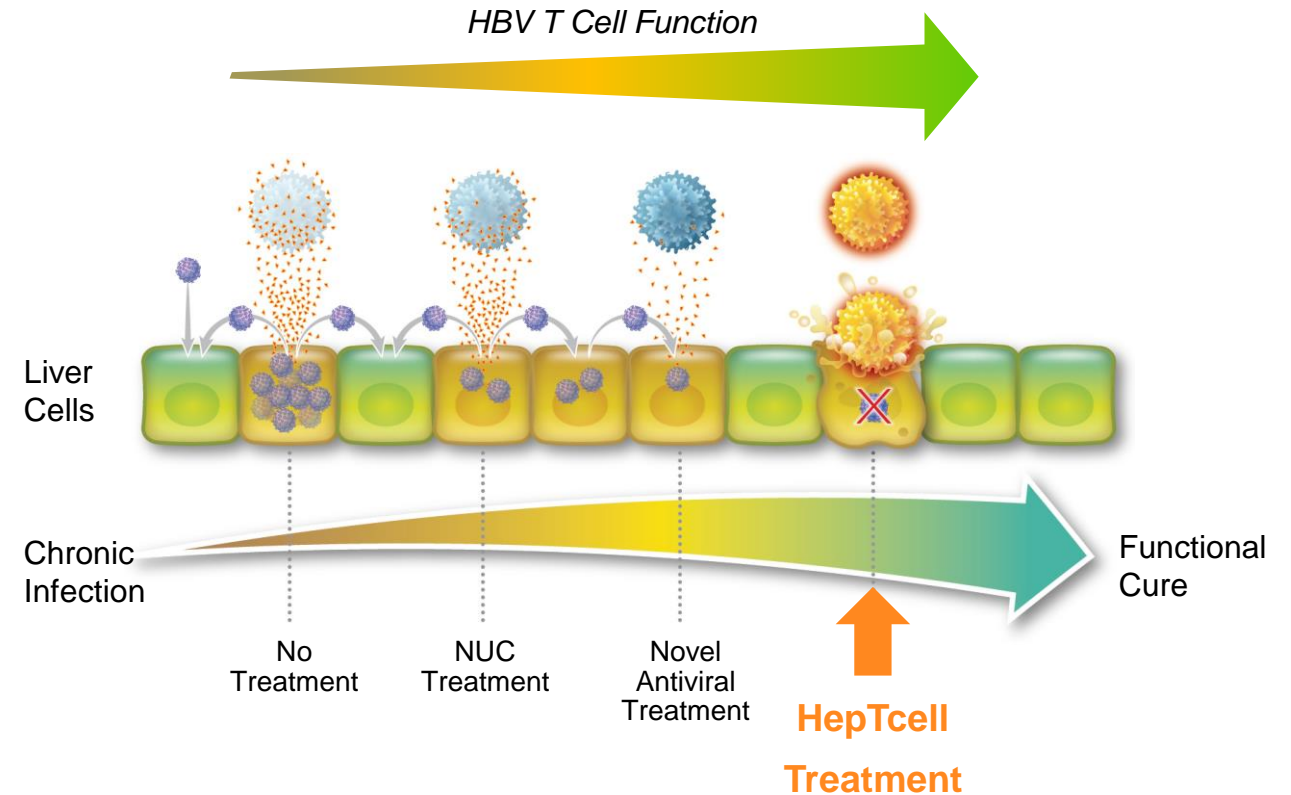 HBV T Cell Function
Liver
Cells
Chronic
Infection
Functional
Cure
No
Treatment
NUC
Treatment
Novel
Antiviral
Treatment
HepTcell
Treatment